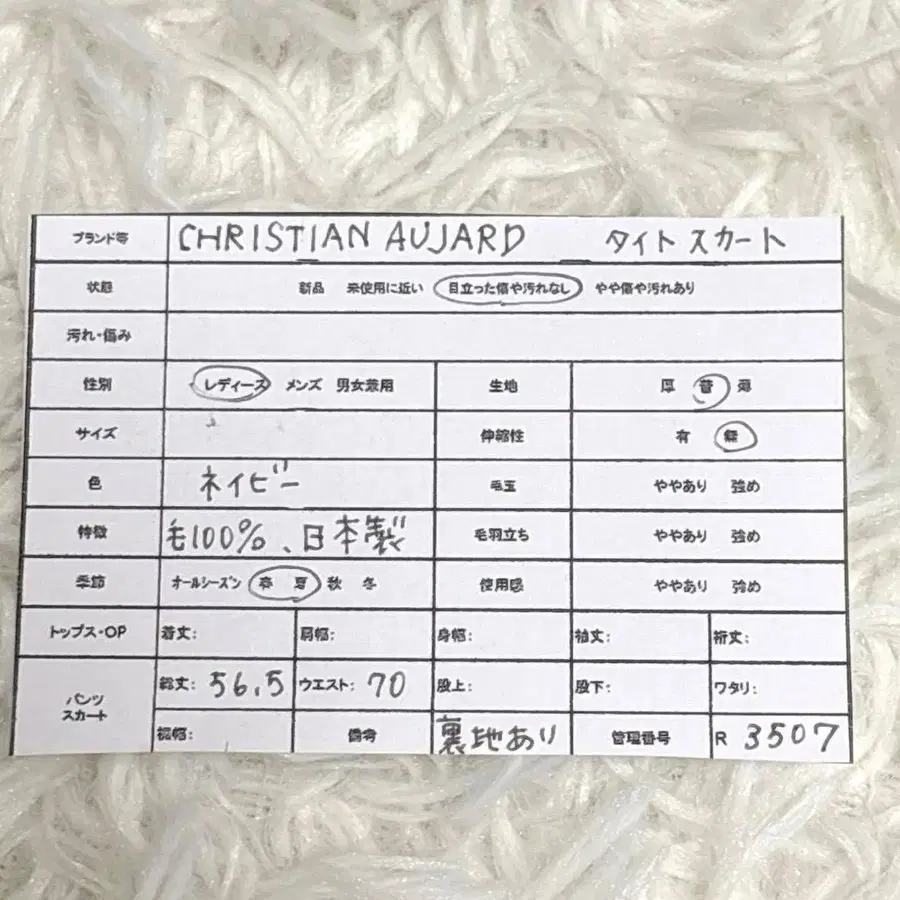 ブランド等 CHRISTIAN AUJARD タイトスカート
状態 新品 未使用に近い 目立った傷や汚れなし やや傷や汚れあり
汚れ・傷み
性別 レディース メンズ 男女兼用 生地 厚 普 薄
サイズ 伸縮性 有 無
色 ネイビー 毛玉 ややあり 強め
特徴 毛100%、日本製 毛羽立ち ややあり 強め
季節 オールシーズン 春 夏 秋 冬 使用感 ややあり 強め
トップス・OP 着丈: 肩幅: 身幅: 袖丈: 裄丈:
パンツ スカート 総丈: 56.5 ウエスト: 70 股上: 股下: ワタリ:
裾幅: 備考 裏地あり 管理番号 R 3507